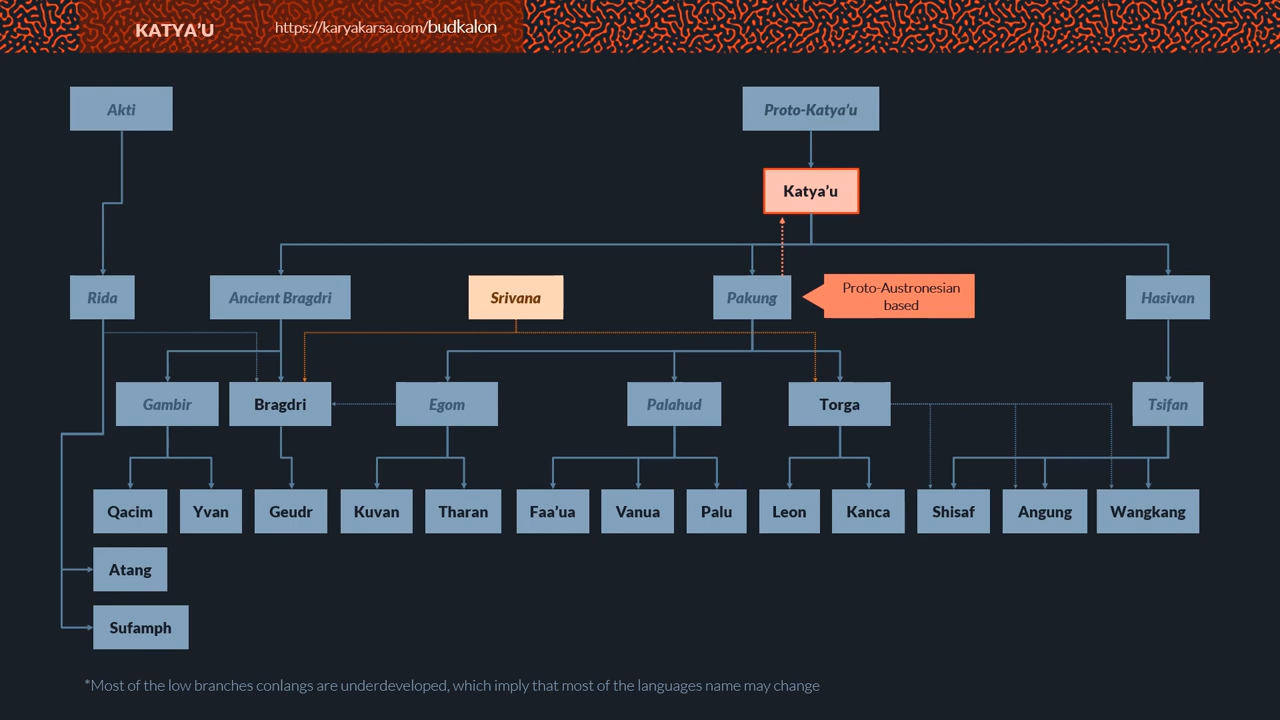 KATYA'U
https://karyakarsa.com/budkalon
Akti
Proto-Katya'u
Katya'u
Rida
Ancient Bragdri
Srivana
Pakung
Proto-Austronesian
based
Hasivan
Gambir
Bragdri
Egom
Palahud
Torga
Tsifan
Qacim
Yvan
Geudr
Kuvan
Tharan
Faa'ua
Vanua
Palu
Leon
Kanca
Shisaf
Angung
Wangkang
Atang
Sufamph
*Most of the low branches conlangs are underdeveloped, which imply that most of the languages name may change